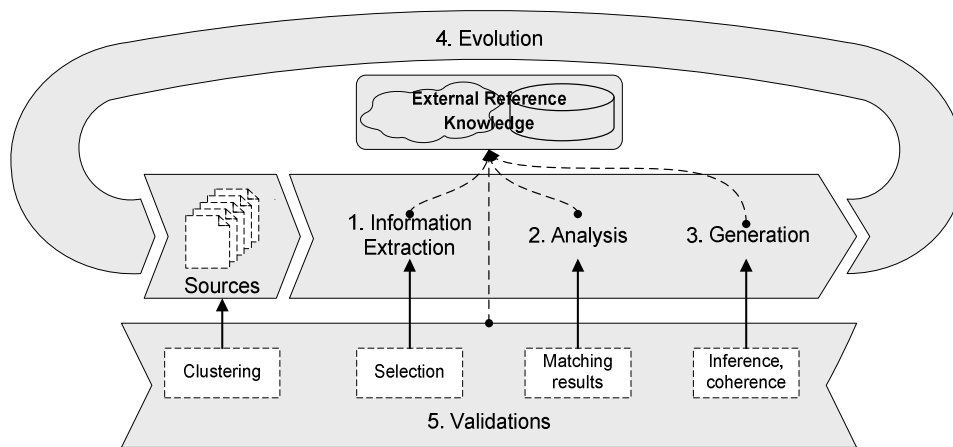 4. Evolution
External Reference
Knowledge
1. Information
Extraction
2. Analysis
3. Generation
Sources
Clustering
Selection
Matching
results
Inference,
coherence
5. Validations